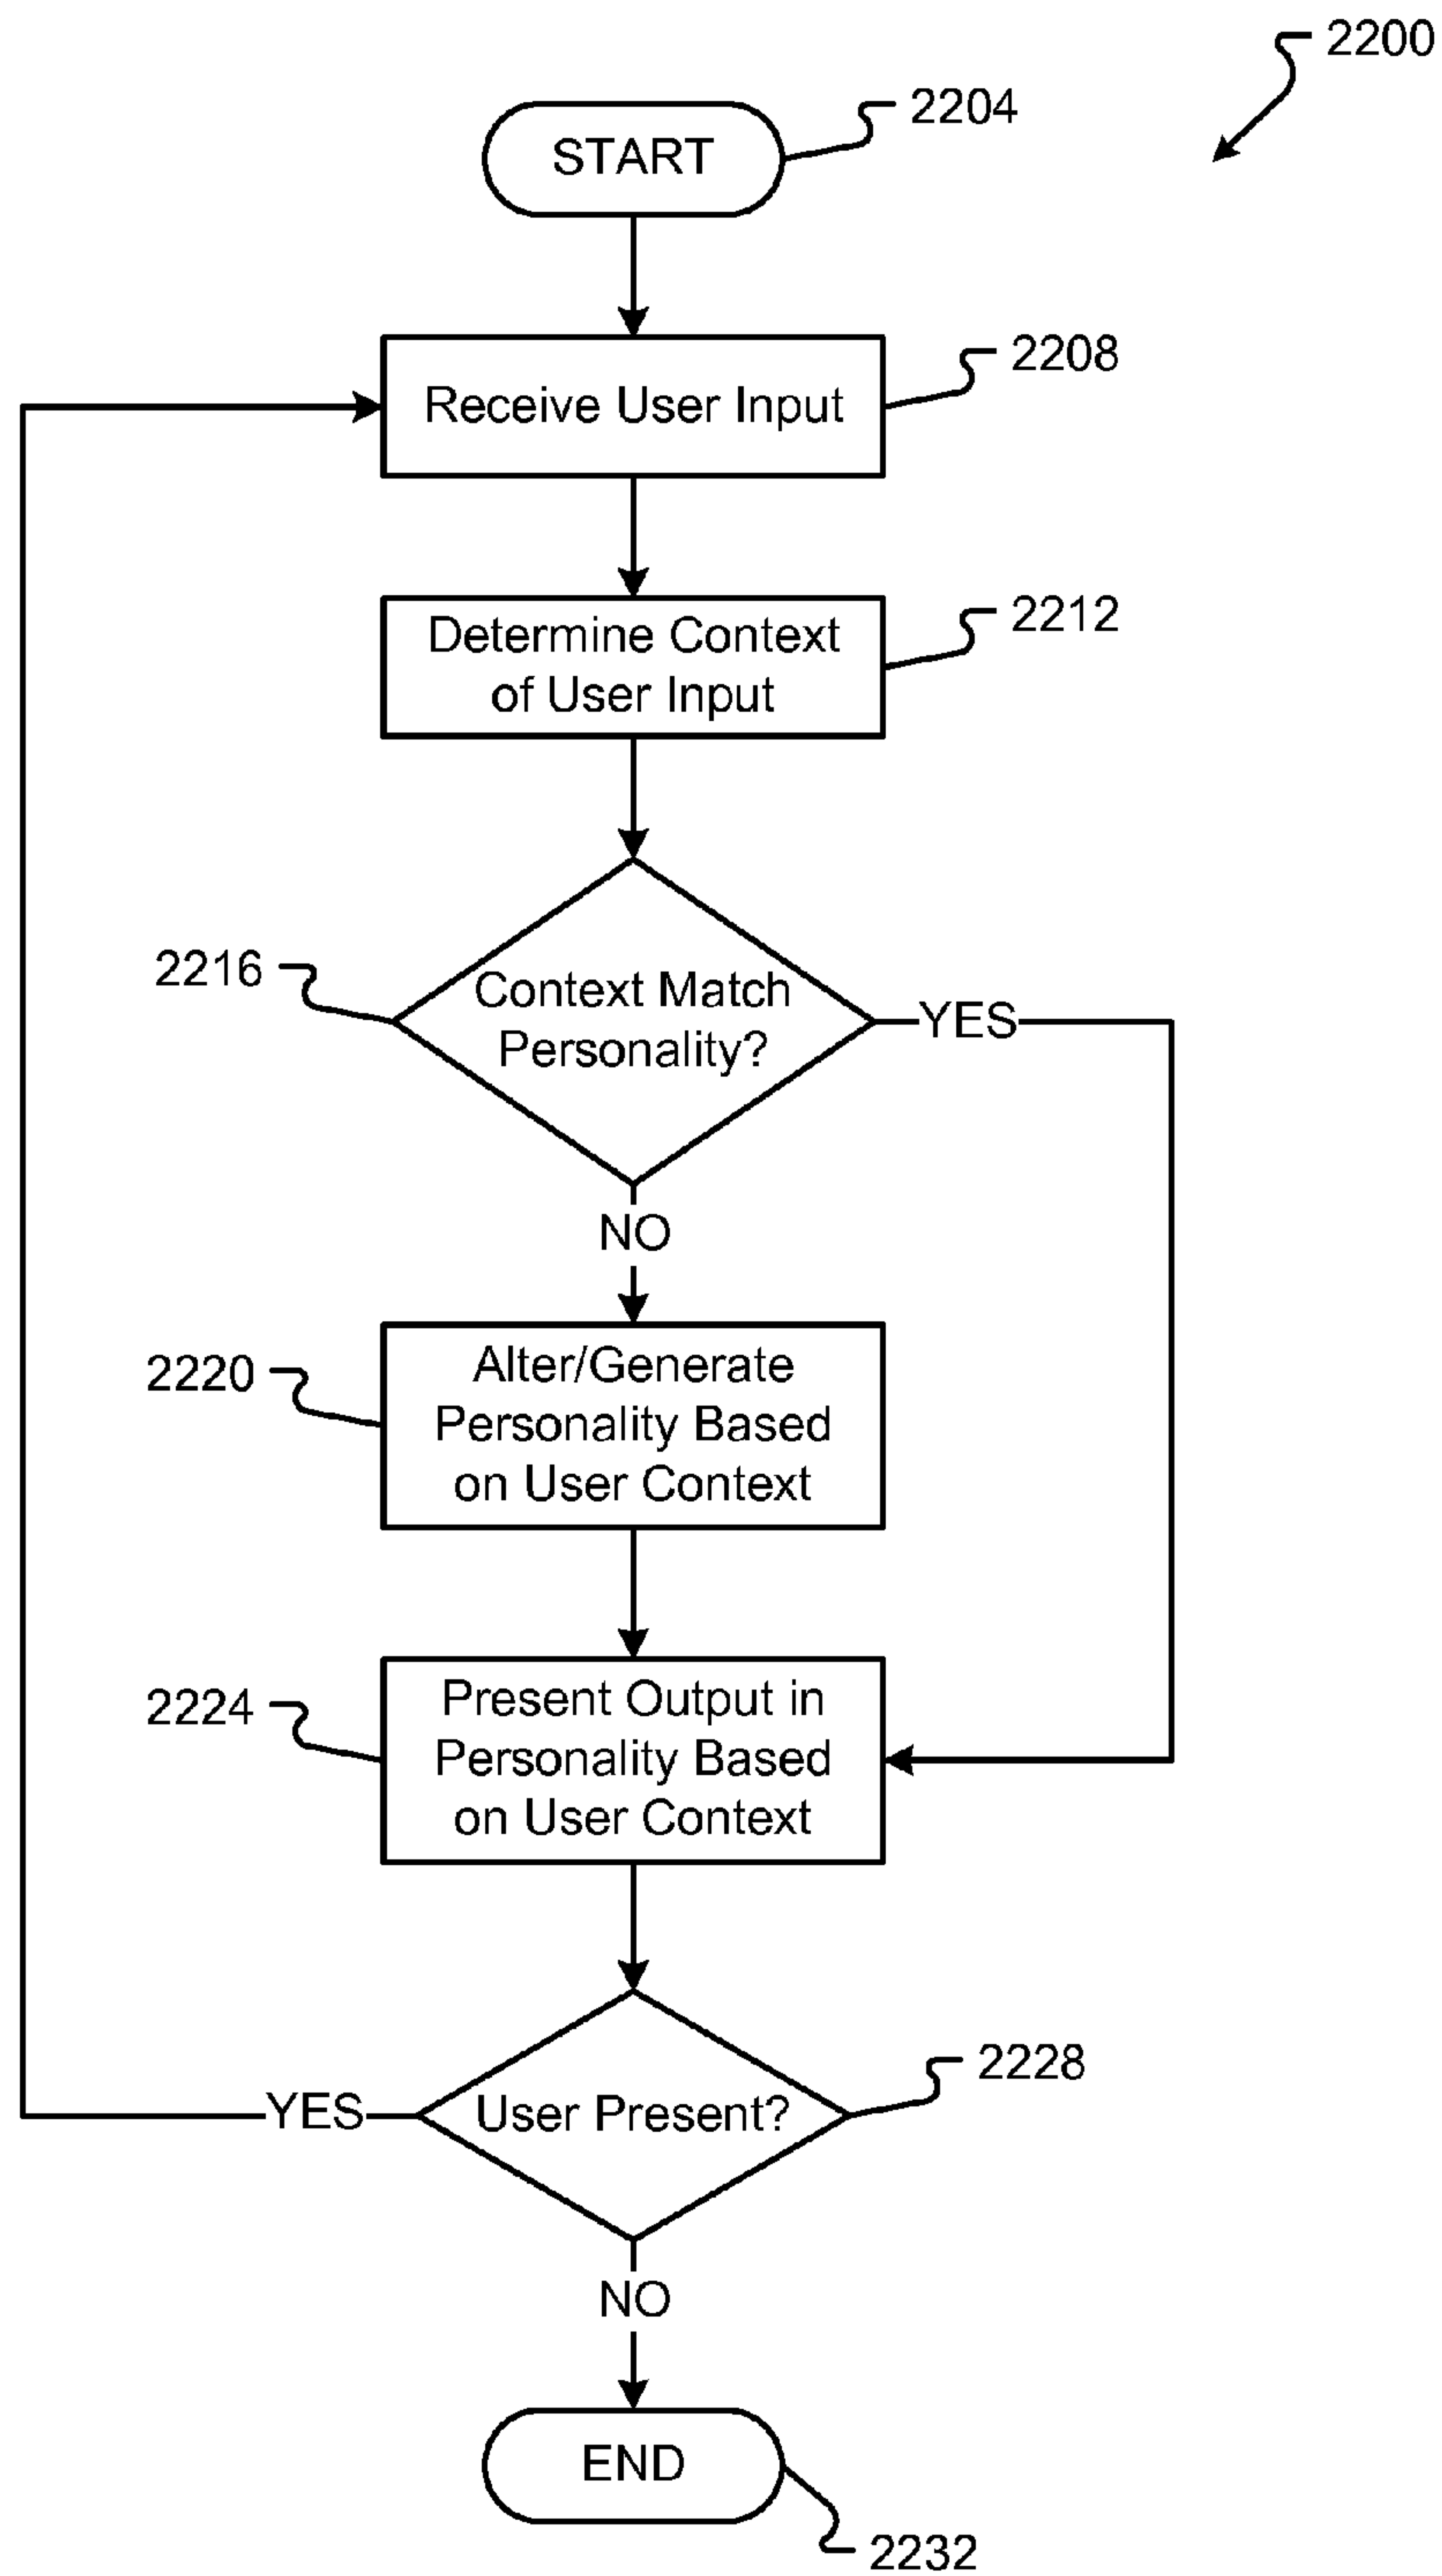 2200
START
2204
Receive User Input
2208
Determine Context
of User Input
2212
2216
Context Match
Personality?
YES
NO
2220
Alter/Generate
Personality Based
on User Context
2224
Present Output in
Personality Based
on User Context
User Present?
2228
YES
NO
END
2232